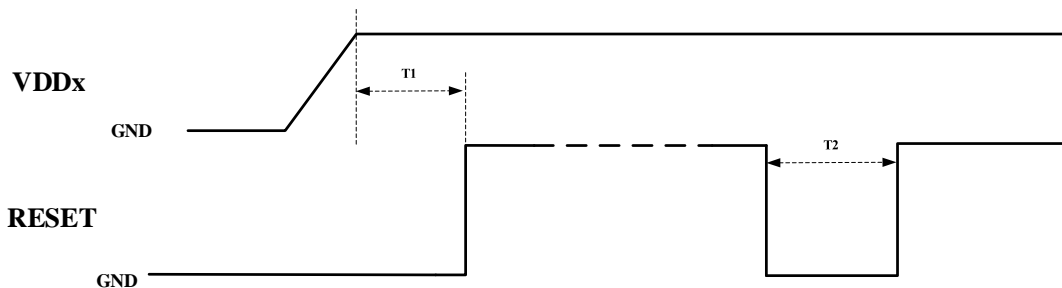 T1
VDDx
GND
T2
RESET
GND